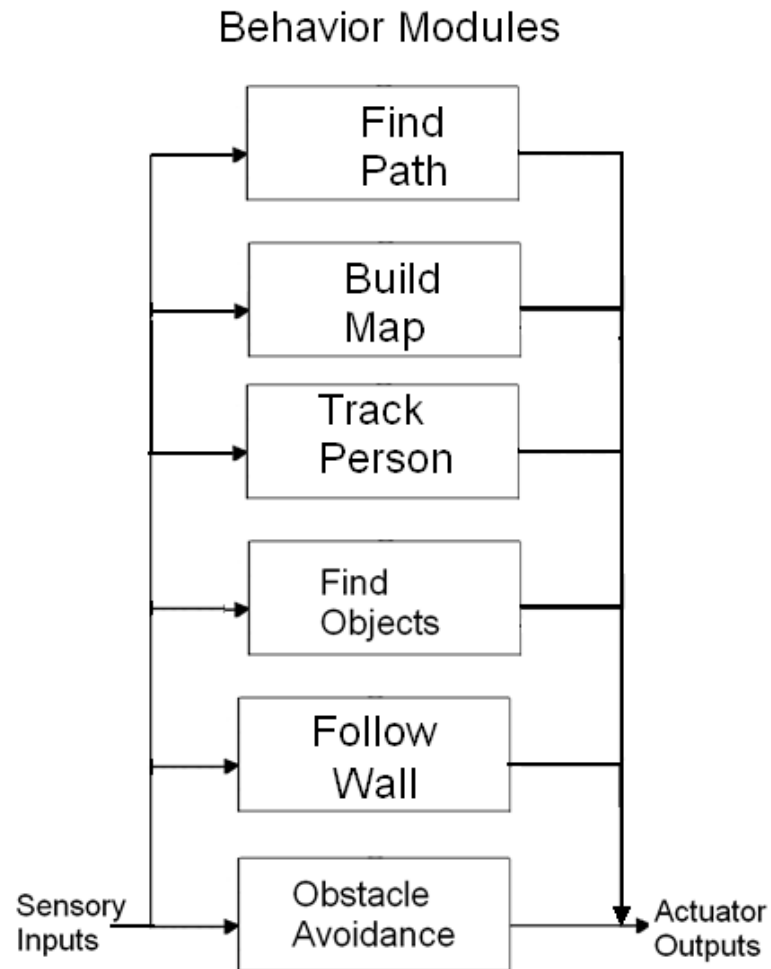 Behavior Modules
Find
Path
Build
Map
Track
Person
Find
Objects
Follow
Wall
Obstacle
Avoidance
Sensory
Inputs
Actuator
Outputs